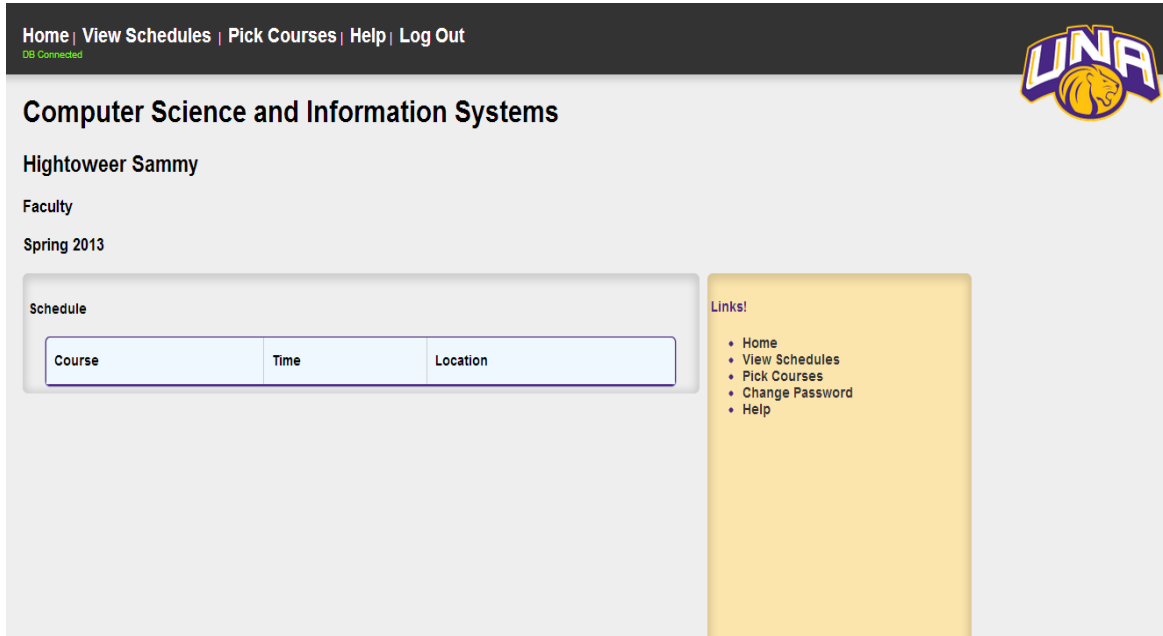 Home | View Schedules | Pick Courses | Help | Log Out
DB Connected
UNA
Computer Science and Information Systems
Hightoweer Sammy
Faculty
Spring 2013
Schedule
Course Time Location
Links!
• Home
• View Schedules
• Pick Courses
• Change Password
• Help